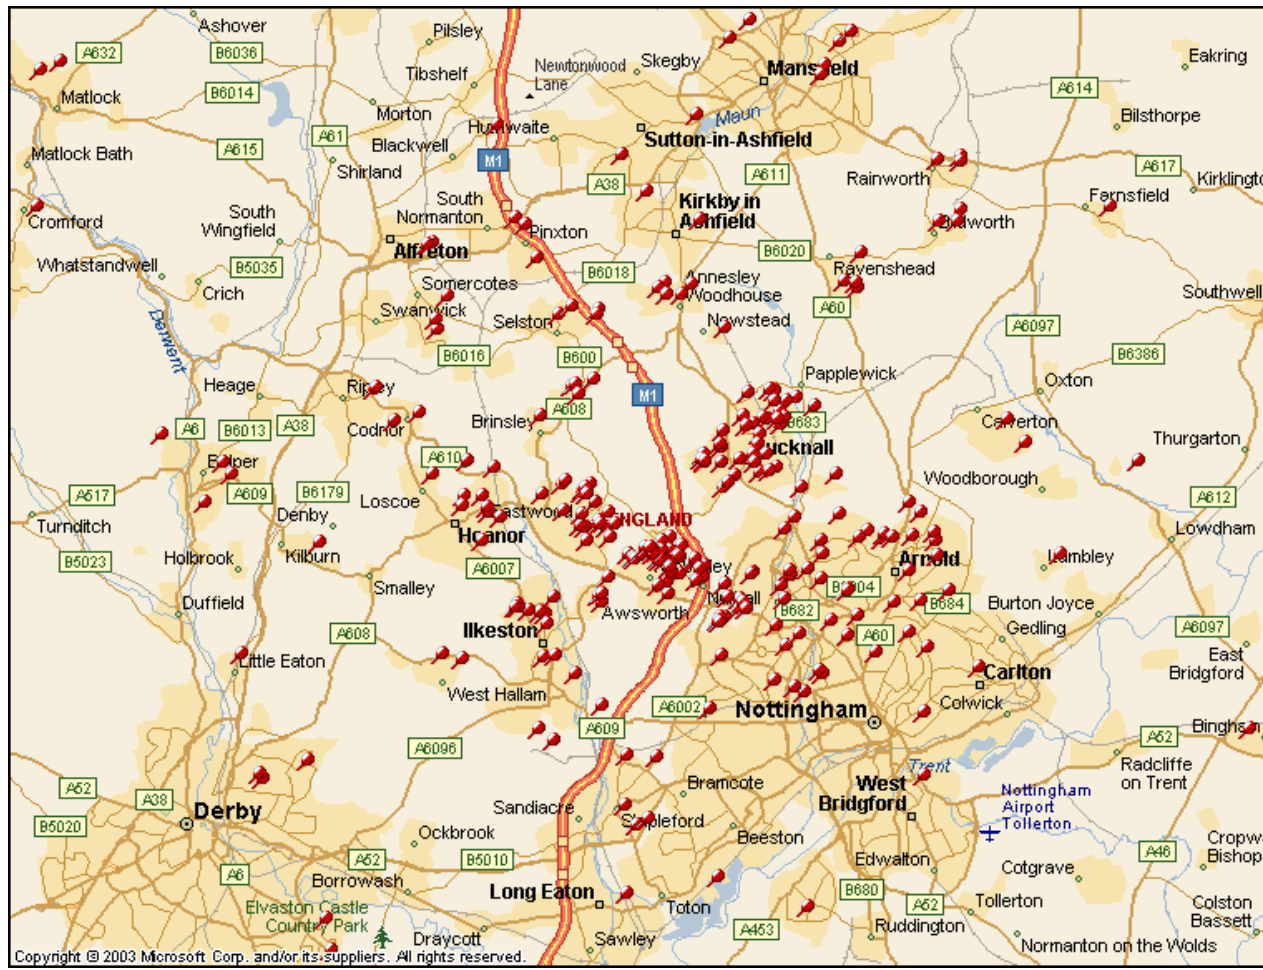 Ashover
Pilsley
Skegby
Eakring
A632
B6036
Newtonwood
Lane
Mansfield
Tibshelf
A614
Matlock
B6014
Morton
Maun
Bilsthorpe
A61
Huthwaite
Sutton-in-Ashfield
A615
Blackwell
M1
Matlock Bath
Shirland
A611
Rainworth
A617
Kirklington
A38
South
Normanton
Kirkby in
Ashfield
Farnsfield
Cromford
South
Wingfield
Pinxton
Bidworth
Whatstandwell
Alfreton
B6020
B5035
B6018
Annesley
Woodhouse
Ravenshead
Crich
Somercotes
Southwell
Swanwick
A60
Derwent
Selston
Newstead
A6097
B6016
B600
B6386
Heage
Ripley
M1
Papplewick
Oxton
A6
B6013
A38
Codnor
Brinsley
A608
B683
Calverton
Hucknall
Thurgarton
Belper
A610
Woodborough
A517
A609
B6179
Loscoe
A612
Turnditch
Denby
Eastwood
ENGLAND
Lowdham
Heanor
Holbrook
Kilburn
Arnold
Lambley
B5023
A6007
Smalley
Nuthall
Duffield
Awsworth
B682
B684
Burton Joyce
A608
Ilkeston
A60
Gedling
A6097
Little Eaton
East
Bridgford
Carlton
West Hallam
A6002
Nottingham
Colwick
A609
Bingham
A6096
A52
Radcliffe
on Trent
Trent
A52
A38
Bramcote
West
Bridgford
Nottingham
Airport
Tollerton
Derby
Sandiacre
Stapleford
B5020
Ockbrook
Beeston
Cropw
Bishop
A52
B5010
Edwalton
A46
A6
Borrowash
Long Eaton
B680
Cotgrave
Elvaston Castle
Country Park
Toton
A52
Tollerton
Colston
Bassett
Draycott
A453
Ruddington
Sawley
Normanton on the Wolds
Copyright © 2003 Microsoft Corp. and/or its suppliers. All rights reserved.